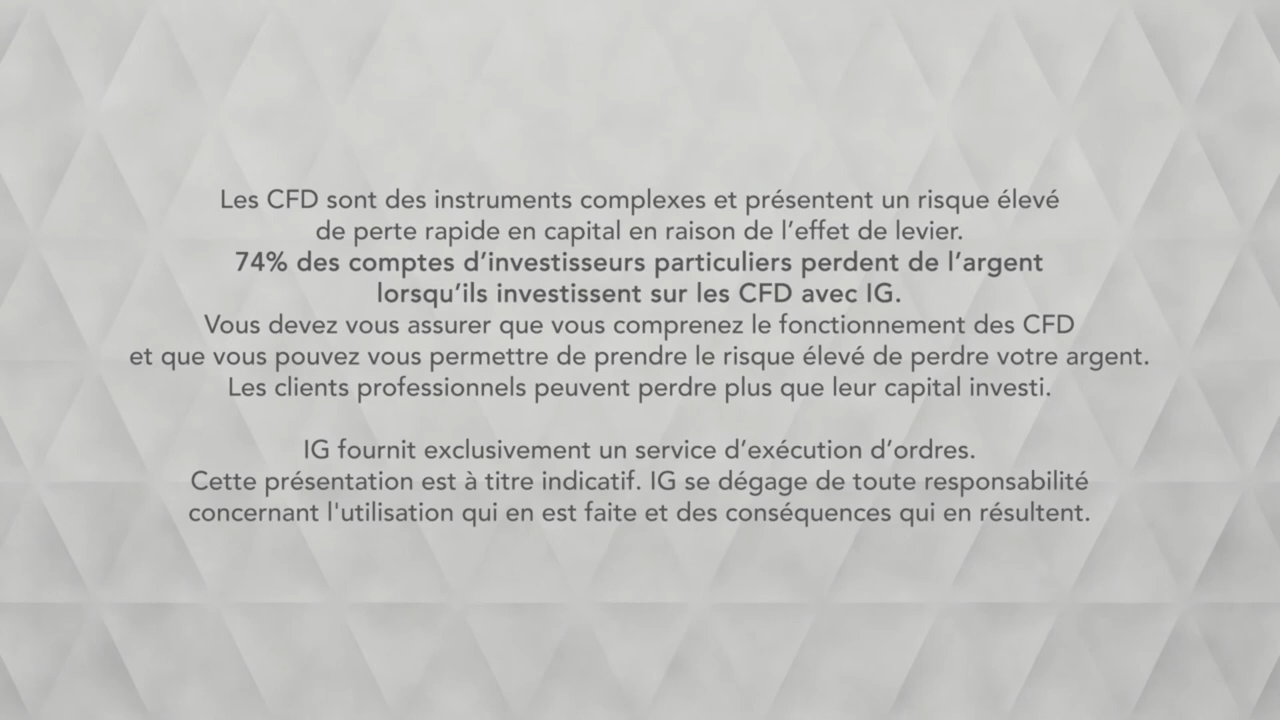 Les CFD sont des instruments complexes et présentent un risque élevé
de perte rapide en capital en raison de l’effet de levier.
74% des comptes d’investisseurs particuliers perdent de l’argent
lorsqu’ils investissent sur les CFD avec IG.
Vous devez vous assurer que vous comprenez le fonctionnement des CFD
et que vous pouvez vous permettre de prendre le risque élevé de perdre votre argent.
Les clients professionnels peuvent perdre plus que leur capital investi.
IG fournit exclusivement un service d’exécution d’ordres.
Cette présentation est à titre indicatif. IG se dégage de toute responsabilité
concernant l'utilisation qui en est faite et des conséquences qui en résultent.